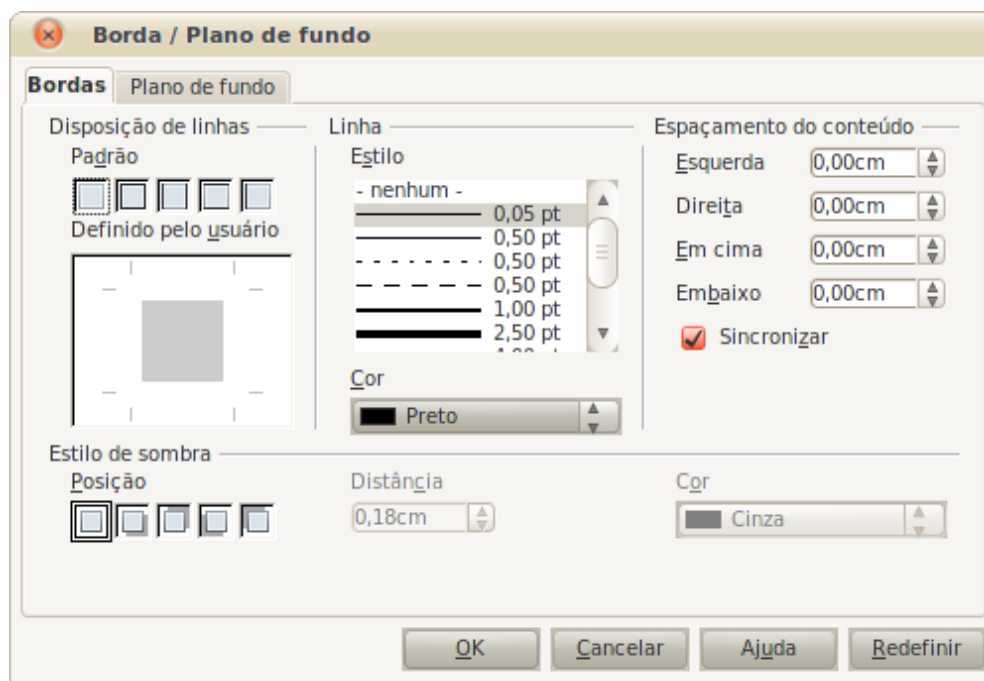 Borda / Plano de fundo
Bordas Plano de fundo
Disposição de linhas
Padrão
Definido pelo usuário
Linha
Estilo
- nenhum -
0,05 pt
0,50 pt
0,50 pt
0,50 pt
1,00 pt
2,50 pt
Cor
Preto
Espaçamento do conteúdo
Esquerda 0,00cm
Direita 0,00cm
Em cima 0,00cm
Embaixo 0,00cm
Sincronizar
Estilo de sombra
Posição
Distância
0,18cm
Cor
Cinza
OK Cancelar Ajuda Redefinir